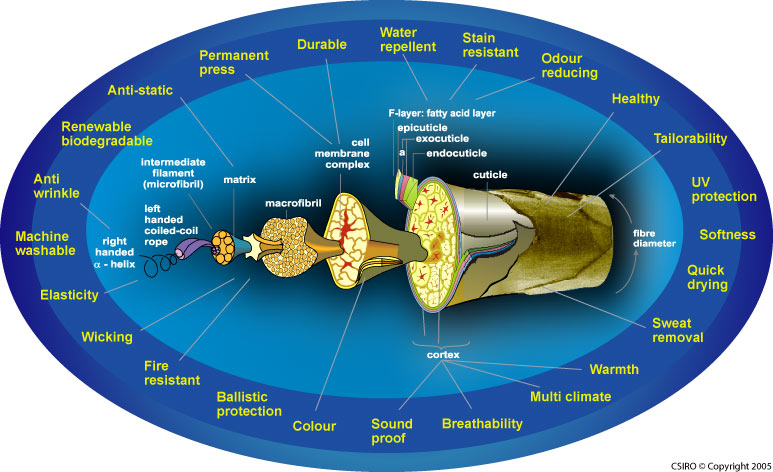 Water
repellent
Stain
resistant
Durable
Permanent
press
Odour
reducing
Anti-static
Healthy
F-layer: fatty acid layer
epicuticle
exocuticle
a
endocuticle
Renewable
biodegradable
Tailorability
cell
membrane
complex
intermediate
filament
(microfibril)
matrix
cuticle
Anti
wrinkle
UV
protection
macrofibril
left
handed
coiled-coil
rope
Machine
washable
right
handed
α - helix
fibre
diameter
Softness
Quick
drying
Elasticity
Sweat
removal
Wicking
cortex
Fire
resistant
Warmth
Ballistic
protection
Multi climate
Colour
Sound
proof
Breathability
CSIRO © Copyright 2005